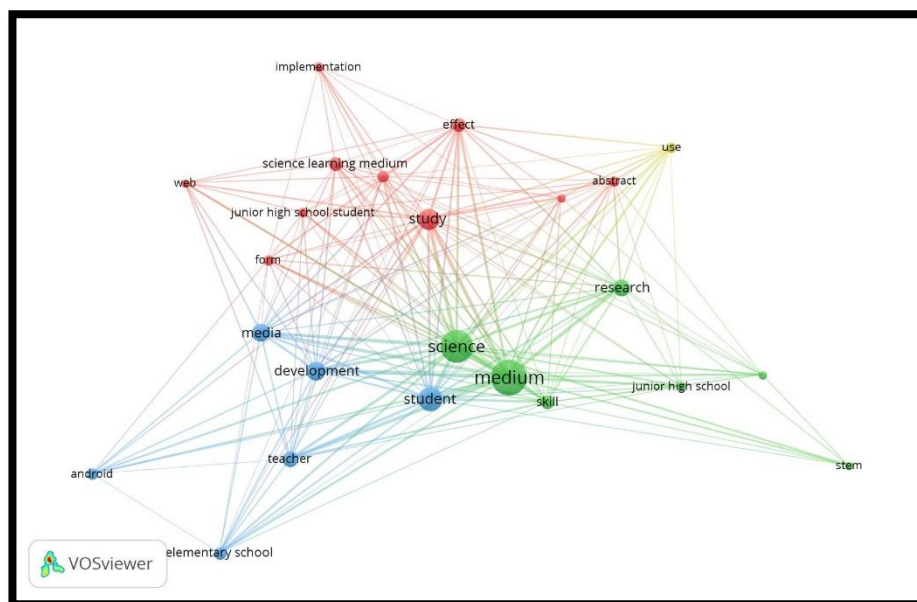 implementation
effect
use
science learning medium
abstract
web
junior high school student
study
form
research
media
science
development
medium
junior high school
student
skill
teacher
stem
android
elementary school
VOSviewer